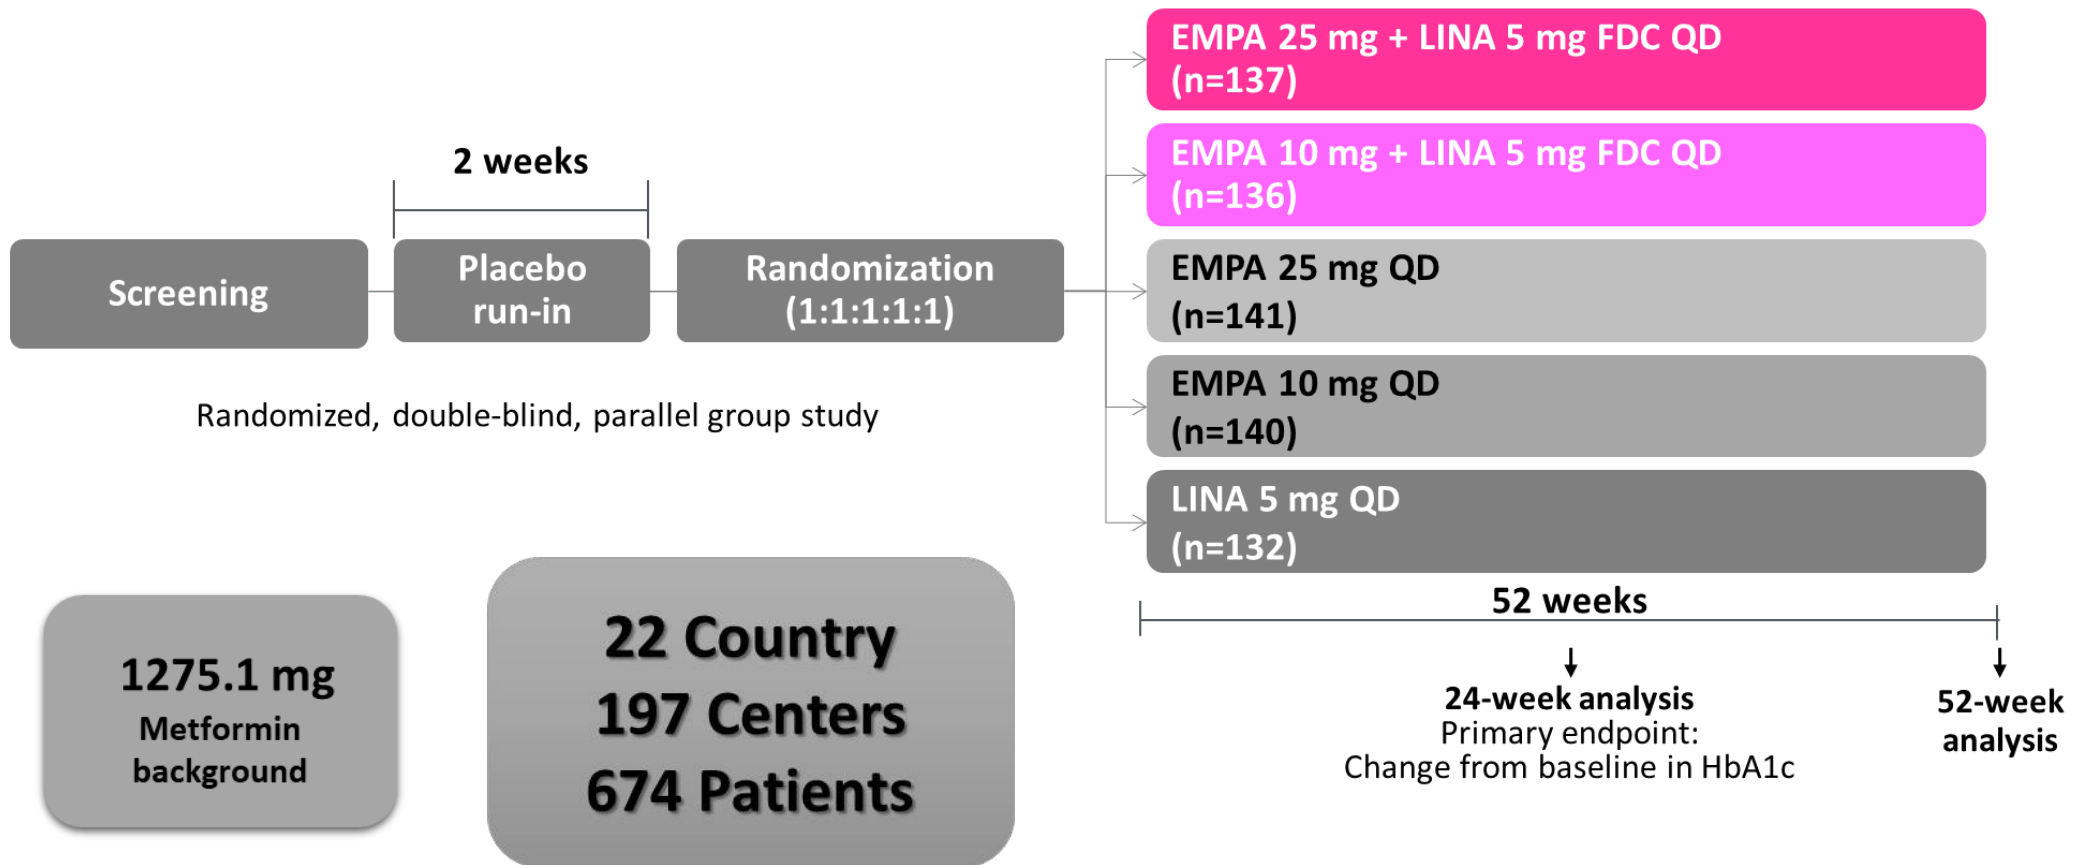 2 weeks
Screening
Placebo
run-in
Randomization
(1:1:1:1:1)
Randomized, double-blind, parallel group study
EMPA 25 mg + LINA 5 mg FDC QD
(n=137)
EMPA 10 mg + LINA 5 mg FDC QD
(n=136)
EMPA 25 mg QD
(n=141)
EMPA 10 mg QD
(n=140)
LINA 5 mg QD
(n=132)
52 weeks
24-week analysis
Primary endpoint:
Change from baseline in HbA1c
52-week
analysis
1275.1 mg
Metformin
background
22 Country
197 Centers
674 Patients